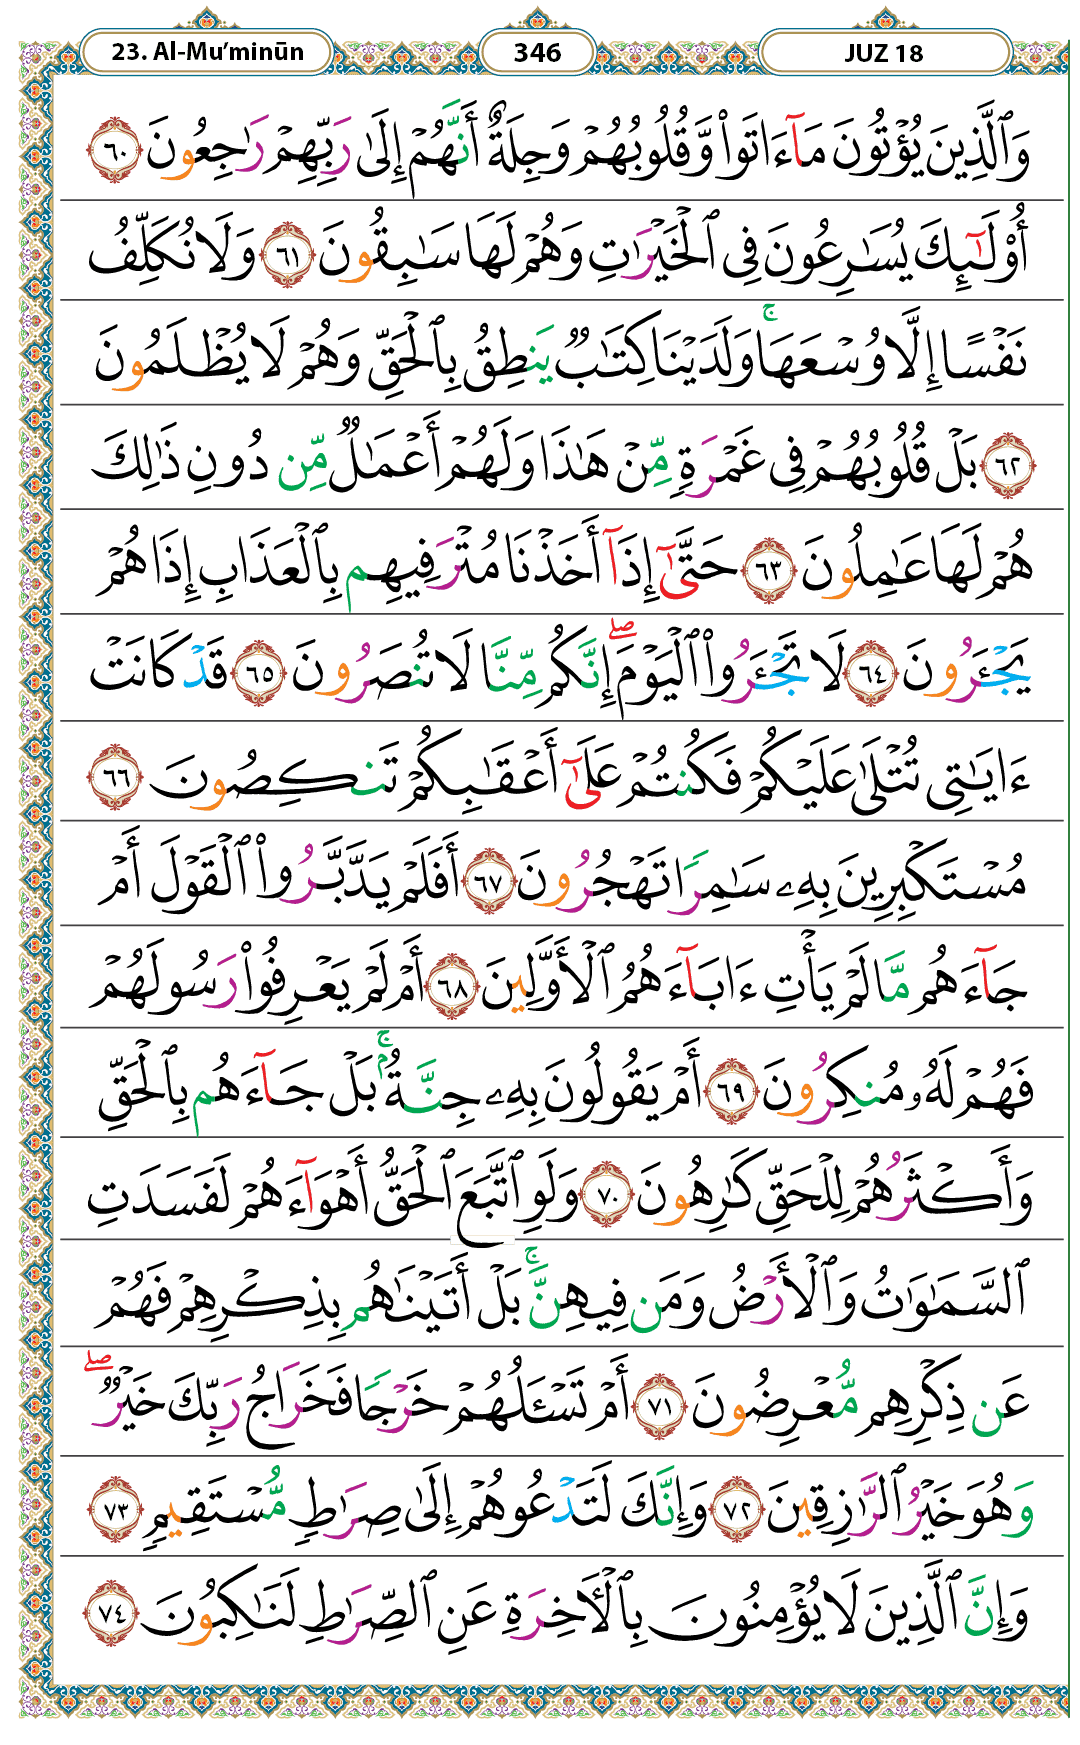 23. Al-Mu’minūn 346 JUZ 18
وَٱلَّذِينَ يُؤْتُونَ مَآ ءَاتَوا۟ وَّقُلُوبُهُمْ وَجِلَةٌ أَنَّهُمْ إِلَىٰ رَبِّهِمْ رَٰجِعُونَ ٦٠
أُو۟لَـٰٓئِكَ يُسَـٰرِعُونَ فِى ٱلْخَيْرَٰتِ وَهُمْ لَهَا سَـٰبِقُونَ ٦١ وَلَا نُكَلِّفُ
نَفْسًا إِلَّا وُسْعَهَا ۚ وَلَدَيْنَا كِتَـٰبٌ يَنطِقُ بِٱلْحَقِّ وَهُمْ لَا يُظْلَمُونَ
٦٢ بَلْ قُلُوبُهُمْ فِى غَمْرَةٍ مِّنْ هَـٰذَا وَلَهُمْ أَعْمَـٰلٌ مِّن دُونِ ذَٰلِكَ
هُمْ لَهَا عَـٰمِلُونَ ٦٣ حَتَّىٰٓ إِذَآ أَخَذْنَا مُتْرَفِيهِم بِٱلْعَذَابِ إِذَا هُمْ
يَجْـَٔرُونَ ٦٤ لَا تَجْـَٔرُوا۟ ٱلْيَوْمَ ۖ إِنَّكُم مِّنَّا لَا تُنصَرُونَ ٦٥ قَدْ كَانَتْ
ءَايَـٰتِى تُتْلَىٰ عَلَيْكُمْ فَكُنتُمْ عَلَىٰٓ أَعْقَـٰبِكُمْ تَنكِصُونَ ٦٦
مُسْتَكْبِرِينَ بِهِۦ سَـٰمِرًا تَهْجُرُونَ ٦٧ أَفَلَمْ يَدَّبَّرُوا۟ ٱلْقَوْلَ أَمْ
جَآءَهُم مَّا لَمْ يَأْتِ ءَابَآءَهُمُ ٱلْأَوَّلِينَ ٦٨ أَمْ لَمْ يَعْرِفُوا۟ رَسُولَهُمْ
فَهُمْ لَهُۥ مُنكِرُونَ ٦٩ أَمْ يَقُولُونَ بِهِۦ جِنَّةٌۢ ۚ بَلْ جَآءَهُم بِٱلْحَقِّ
وَأَكْثَرُهُمْ لِلْحَقِّ كَـٰرِهُونَ ٧٠ وَلَوِ ٱتَّبَعَ ٱلْحَقُّ أَهْوَآءَهُمْ لَفَسَدَتِ
ٱلسَّمَـٰوَٰتُ وَٱلْأَرْضُ وَمَن فِيهِنَّ ۚ بَلْ أَتَيْنَـٰهُم بِذِكْرِهِمْ فَهُمْ
عَن ذِكْرِهِم مُّعْرِضُونَ ٧١ أَمْ تَسْـَٔلُهُمْ خَرْجًا فَخَرَاجُ رَبِّكَ خَيْرٌ ۖ
وَهُوَ خَيْرُ ٱلرَّٰزِقِينَ ٧٢ وَإِنَّكَ لَتَدْعُوهُمْ إِلَىٰ صِرَٰطٍ مُّسْتَقِيمٍ ٧٣
وَإِنَّ ٱلَّذِينَ لَا يُؤْمِنُونَ بِٱلْـَٔاخِرَةِ عَنِ ٱلصِّرَٰطِ لَنَـٰكِبُونَ ٧٤